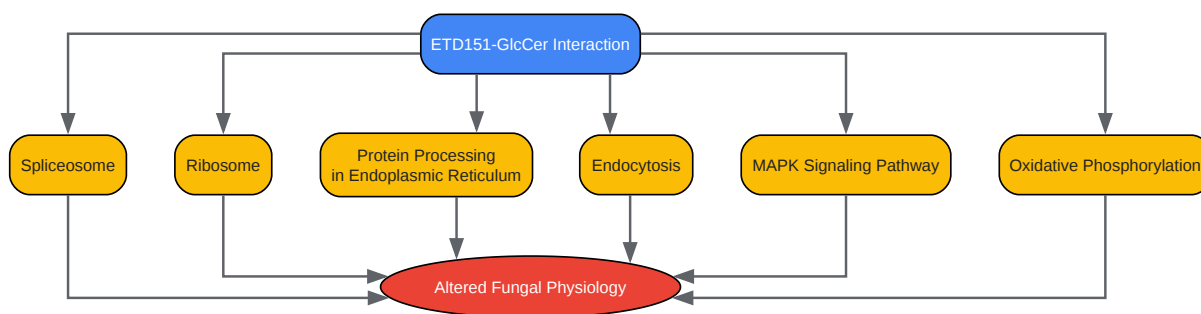 ETD151-GlcCer Interaction
Spliceosome
Ribosome
Protein Processing
in Endoplasmic Reticulum
Endocytosis
MAPK Signaling Pathway
Oxidative Phosphorylation
Altered Fungal Physiology